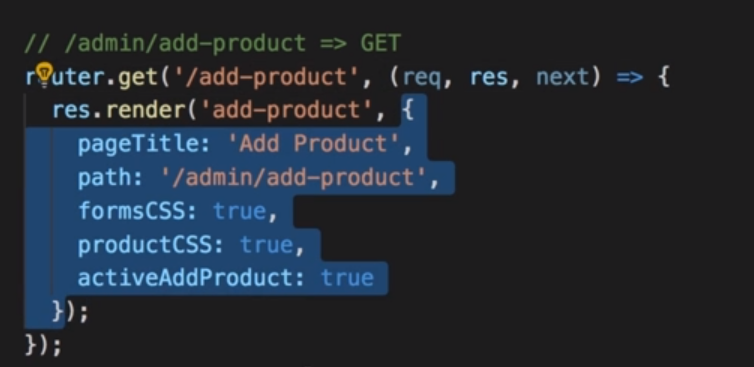 // /admin/add-product => GET
router.get('/add-product', (req, res, next) => {
  res.render('add-product', {
    pageTitle: 'Add Product',
    path: '/admin/add-product',
    formsCSS: true,
    productCSS: true,
    activeAddProduct: true
  });
});